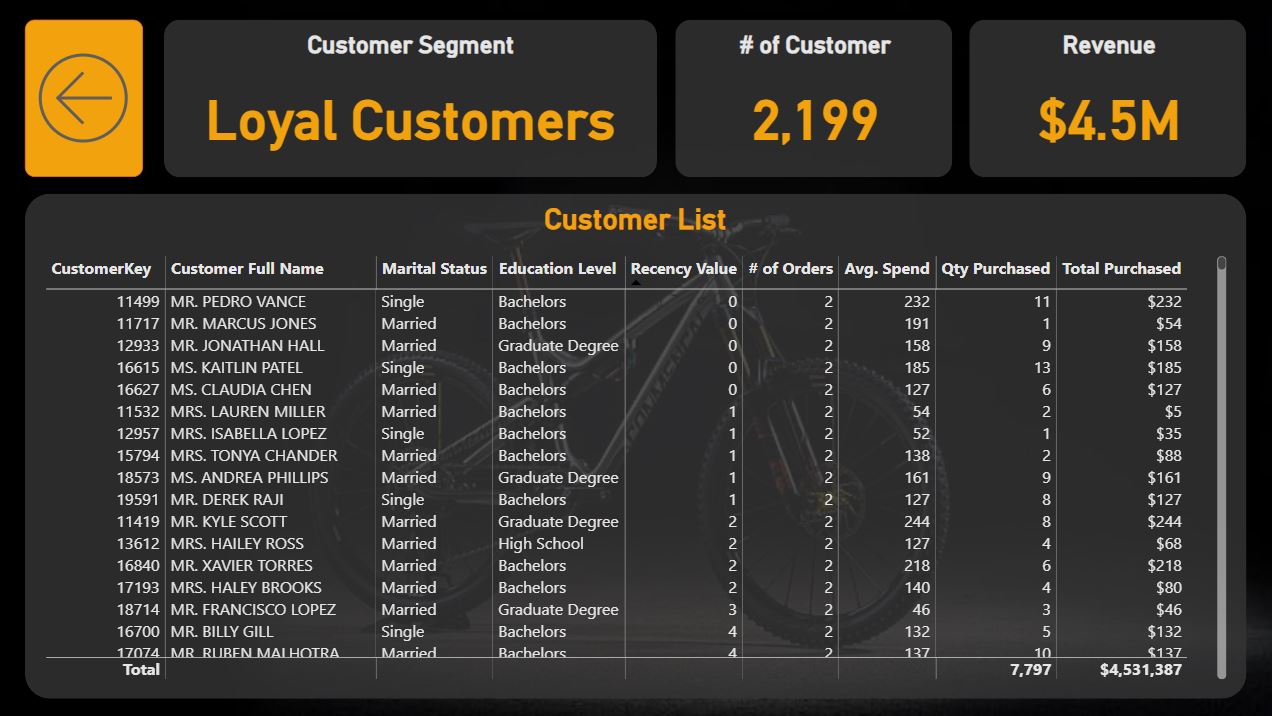 Customer Segment
Loyal Customers
# of Customer
2,199
Revenue
$4.5M
Customer List
CustomerKey Customer Full Name Marital Status Education Level Recency Value # of Orders Avg. Spend Qty Purchased Total Purchased
11499 MR. PEDRO VANCE Single Bachelors 0 2 232 11 $232
11717 MR. MARCUS JONES Married Bachelors 0 2 191 1 $54
12933 MR. JONATHAN HALL Married Graduate Degree 0 2 158 9 $158
16615 MS. KAITLIN PATEL Single Bachelors 0 2 185 13 $185
16627 MS. CLAUDIA CHEN Married Bachelors 0 2 127 6 $127
11532 MRS. LAUREN MILLER Married Bachelors 1 2 54 2 $5
12957 MRS. ISABELLA LOPEZ Single Bachelors 1 2 52 1 $35
15794 MRS. TONYA CHANDER Married Bachelors 1 2 138 2 $88
18573 MS. ANDREA PHILLIPS Married Graduate Degree 1 2 161 9 $161
19591 MR. DEREK RAJI Single Bachelors 1 2 127 8 $127
11419 MR. KYLE SCOTT Married Graduate Degree 2 2 244 8 $244
13612 MRS. HAILEY ROSS Married High School 2 2 127 4 $68
16840 MR. XAVIER TORRES Married Bachelors 2 2 218 6 $218
17193 MRS. HALEY BROOKS Married Bachelors 2 2 140 4 $80
18714 MR. FRANCISCO LOPEZ Married Graduate Degree 3 2 46 3 $46
16700 MR. BILLY GILL Single Bachelors 4 2 132 5 $132
17074 MR. RUBEN MALHOTRA Married Bachelors 4 2 137 10 $137
Total 7,797 $4,531,387